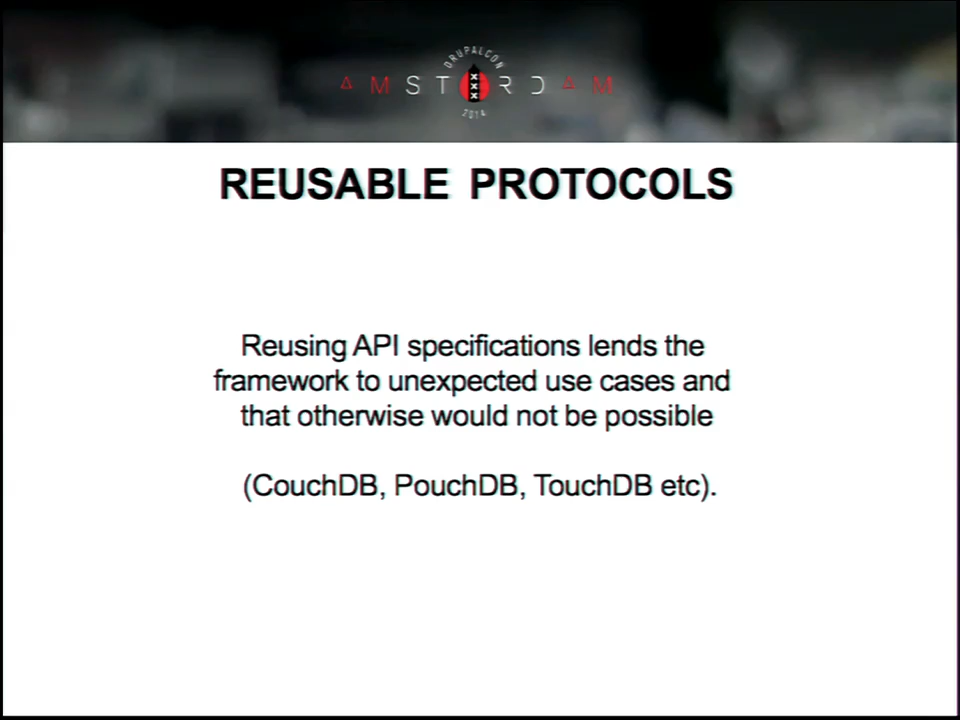 DRUPALCON
AMSTERDAM
2014
REUSABLE PROTOCOLS
Reusing API specifications lends the
framework to unexpected use cases and
that otherwise would not be possible
(CouchDB, PouchDB, TouchDB etc).